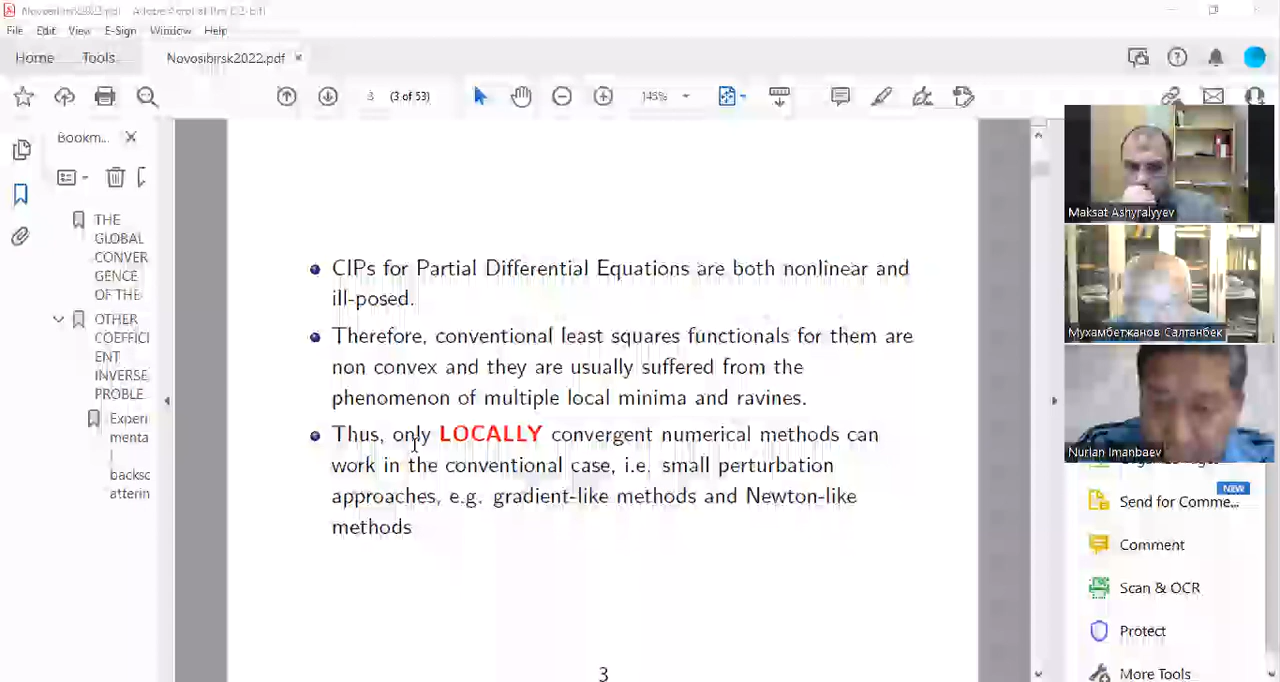 Novosibirsk2022.pdf
File Edit View E-Sign Window Help
Home Tools Novosibirsk2022.pdf ×
3 (3 of 53) 145%
Bookm...
THE
GLOBAL
CONVER
GENCE
OF THE
OTHER
COEFFICI
ENT
INVERSE
PROBLE
Experi
menta
l
backsc
atterin
CIPs for Partial Differential Equations are both nonlinear and
ill-posed.
Therefore, conventional least squares functionals for them are
non convex and they are usually suffered from the
phenomenon of multiple local minima and ravines.
Thus, only LOCALLY convergent numerical methods can
work in the conventional case, i.e. small perturbation
approaches, e.g. gradient-like methods and Newton-like
methods
3
Maksat Ashyralyyev
Мухамбетжанов Салтанбек
Nurlan Imanbaev
NEW
Send for Comme...
Comment
Scan & OCR
Protect
More Tools